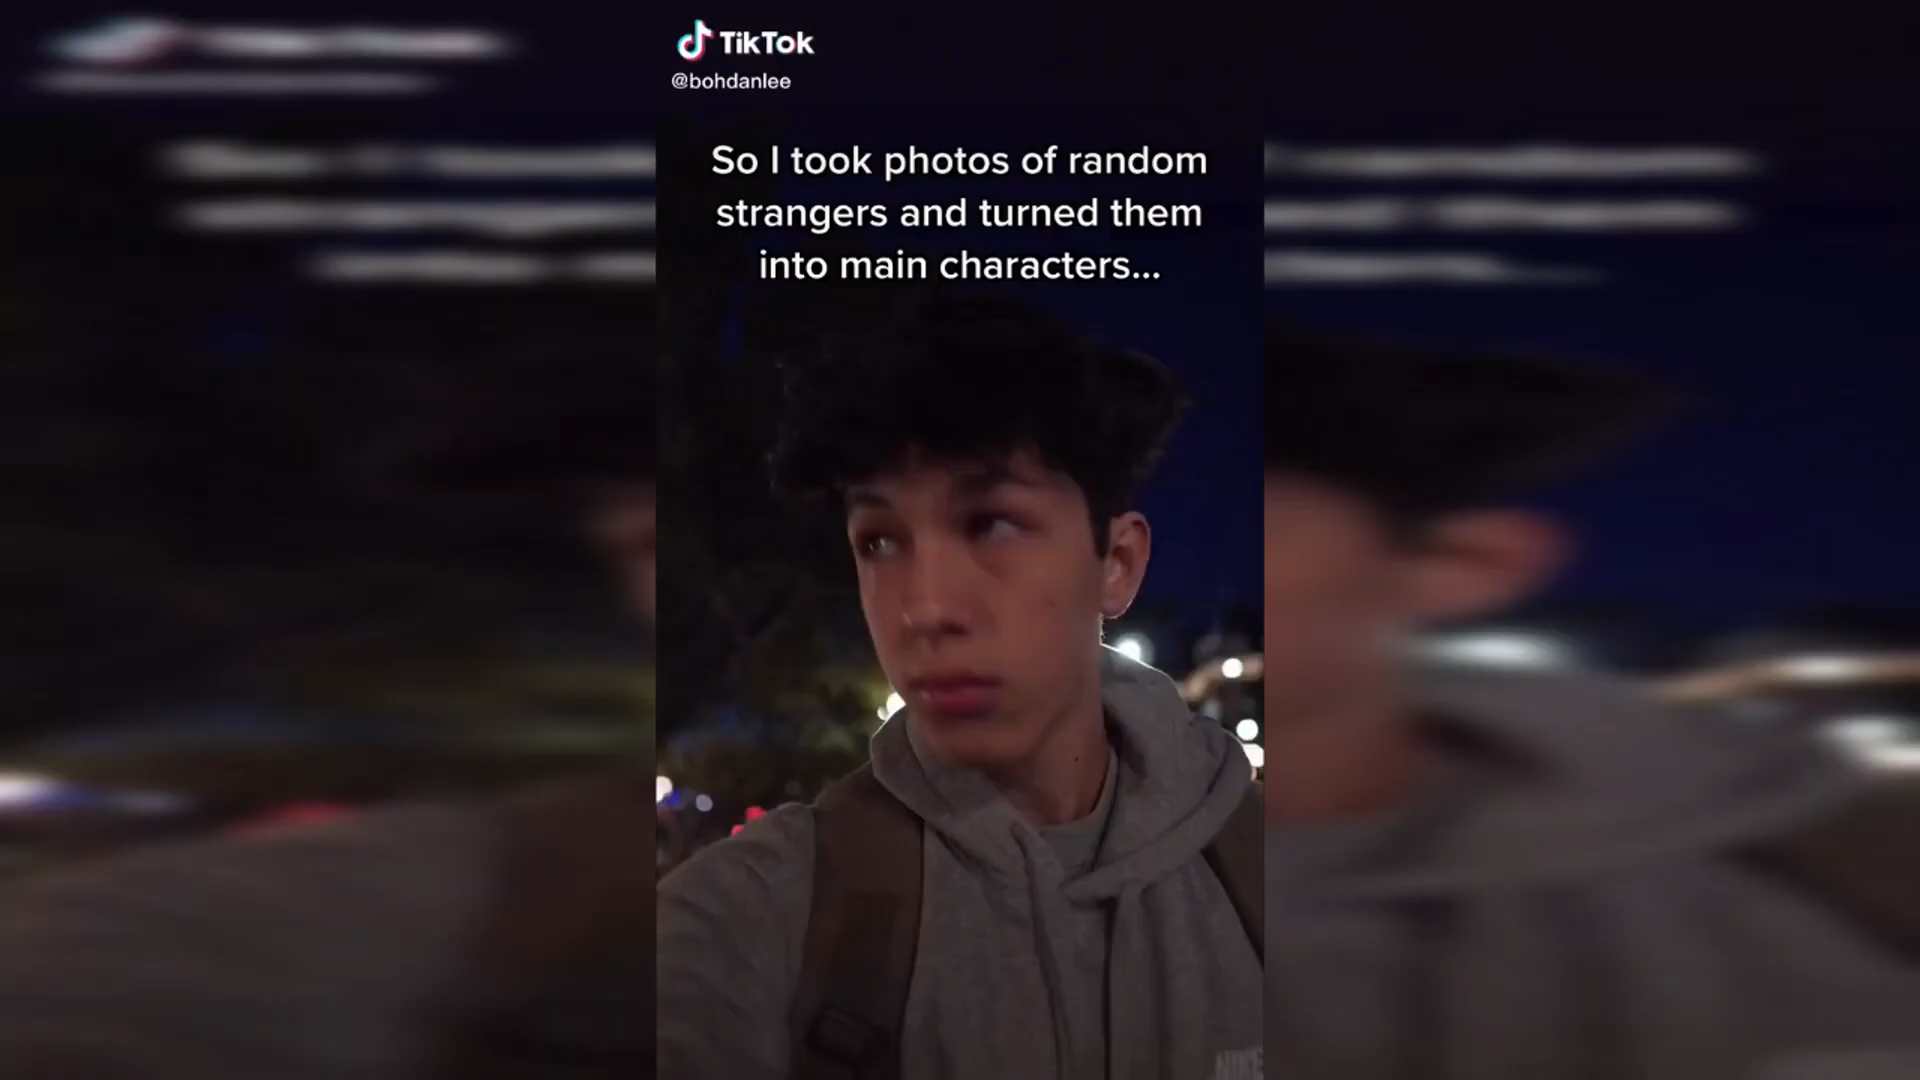 TikTok
@bohdanlee
So I took photos of random
strangers and turned them
into main characters...